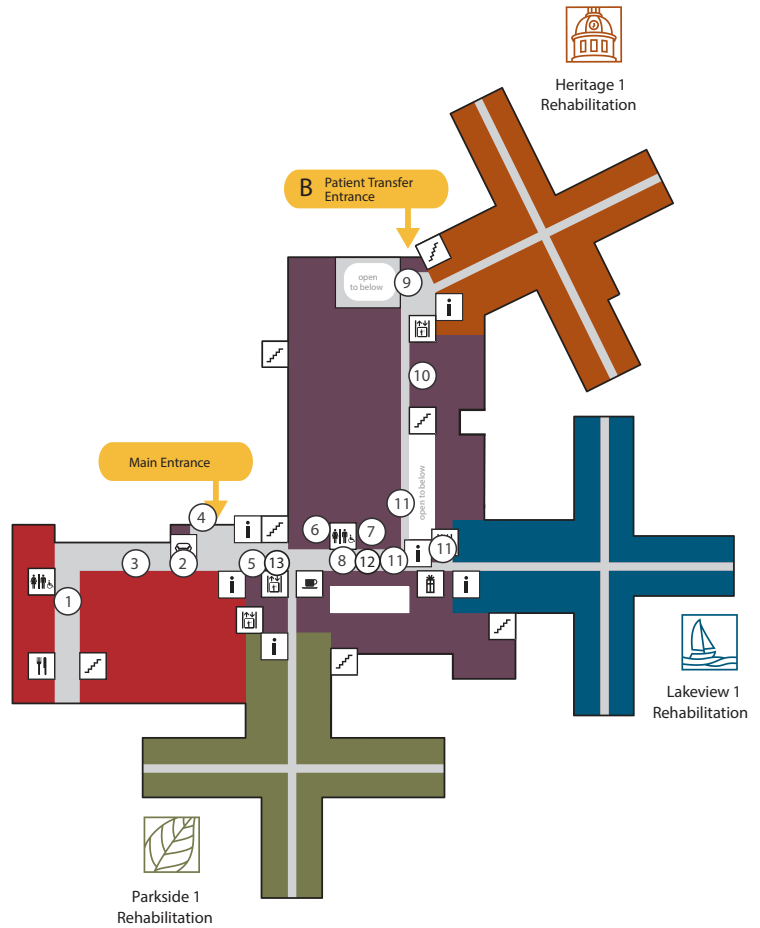 Heritage 1
Rehabilitation
B Patient Transfer
Entrance
open
to below
9
i
10
Main Entrance
11
open to below
4
i
6
7
3
2
5
13
8
12
11
i
11
1
i
i
i
Lakeview 1
Rehabilitation
Parkside 1
Rehabilitation